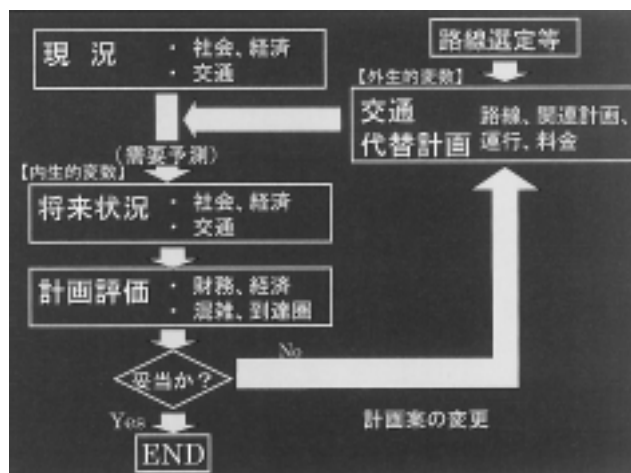 現況
・ 社会、経済
・ 交通
路線選定等
【外生的変数】
交通
代替計画
路線、関連計画、
運行、料金
(需要予測)
【内生的変数】
将来状況
・ 社会、経済
・ 交通
計画評価
・ 財務、経済
・ 混雑、到達圏
妥当か?
No
Yes
計画案の変更
END